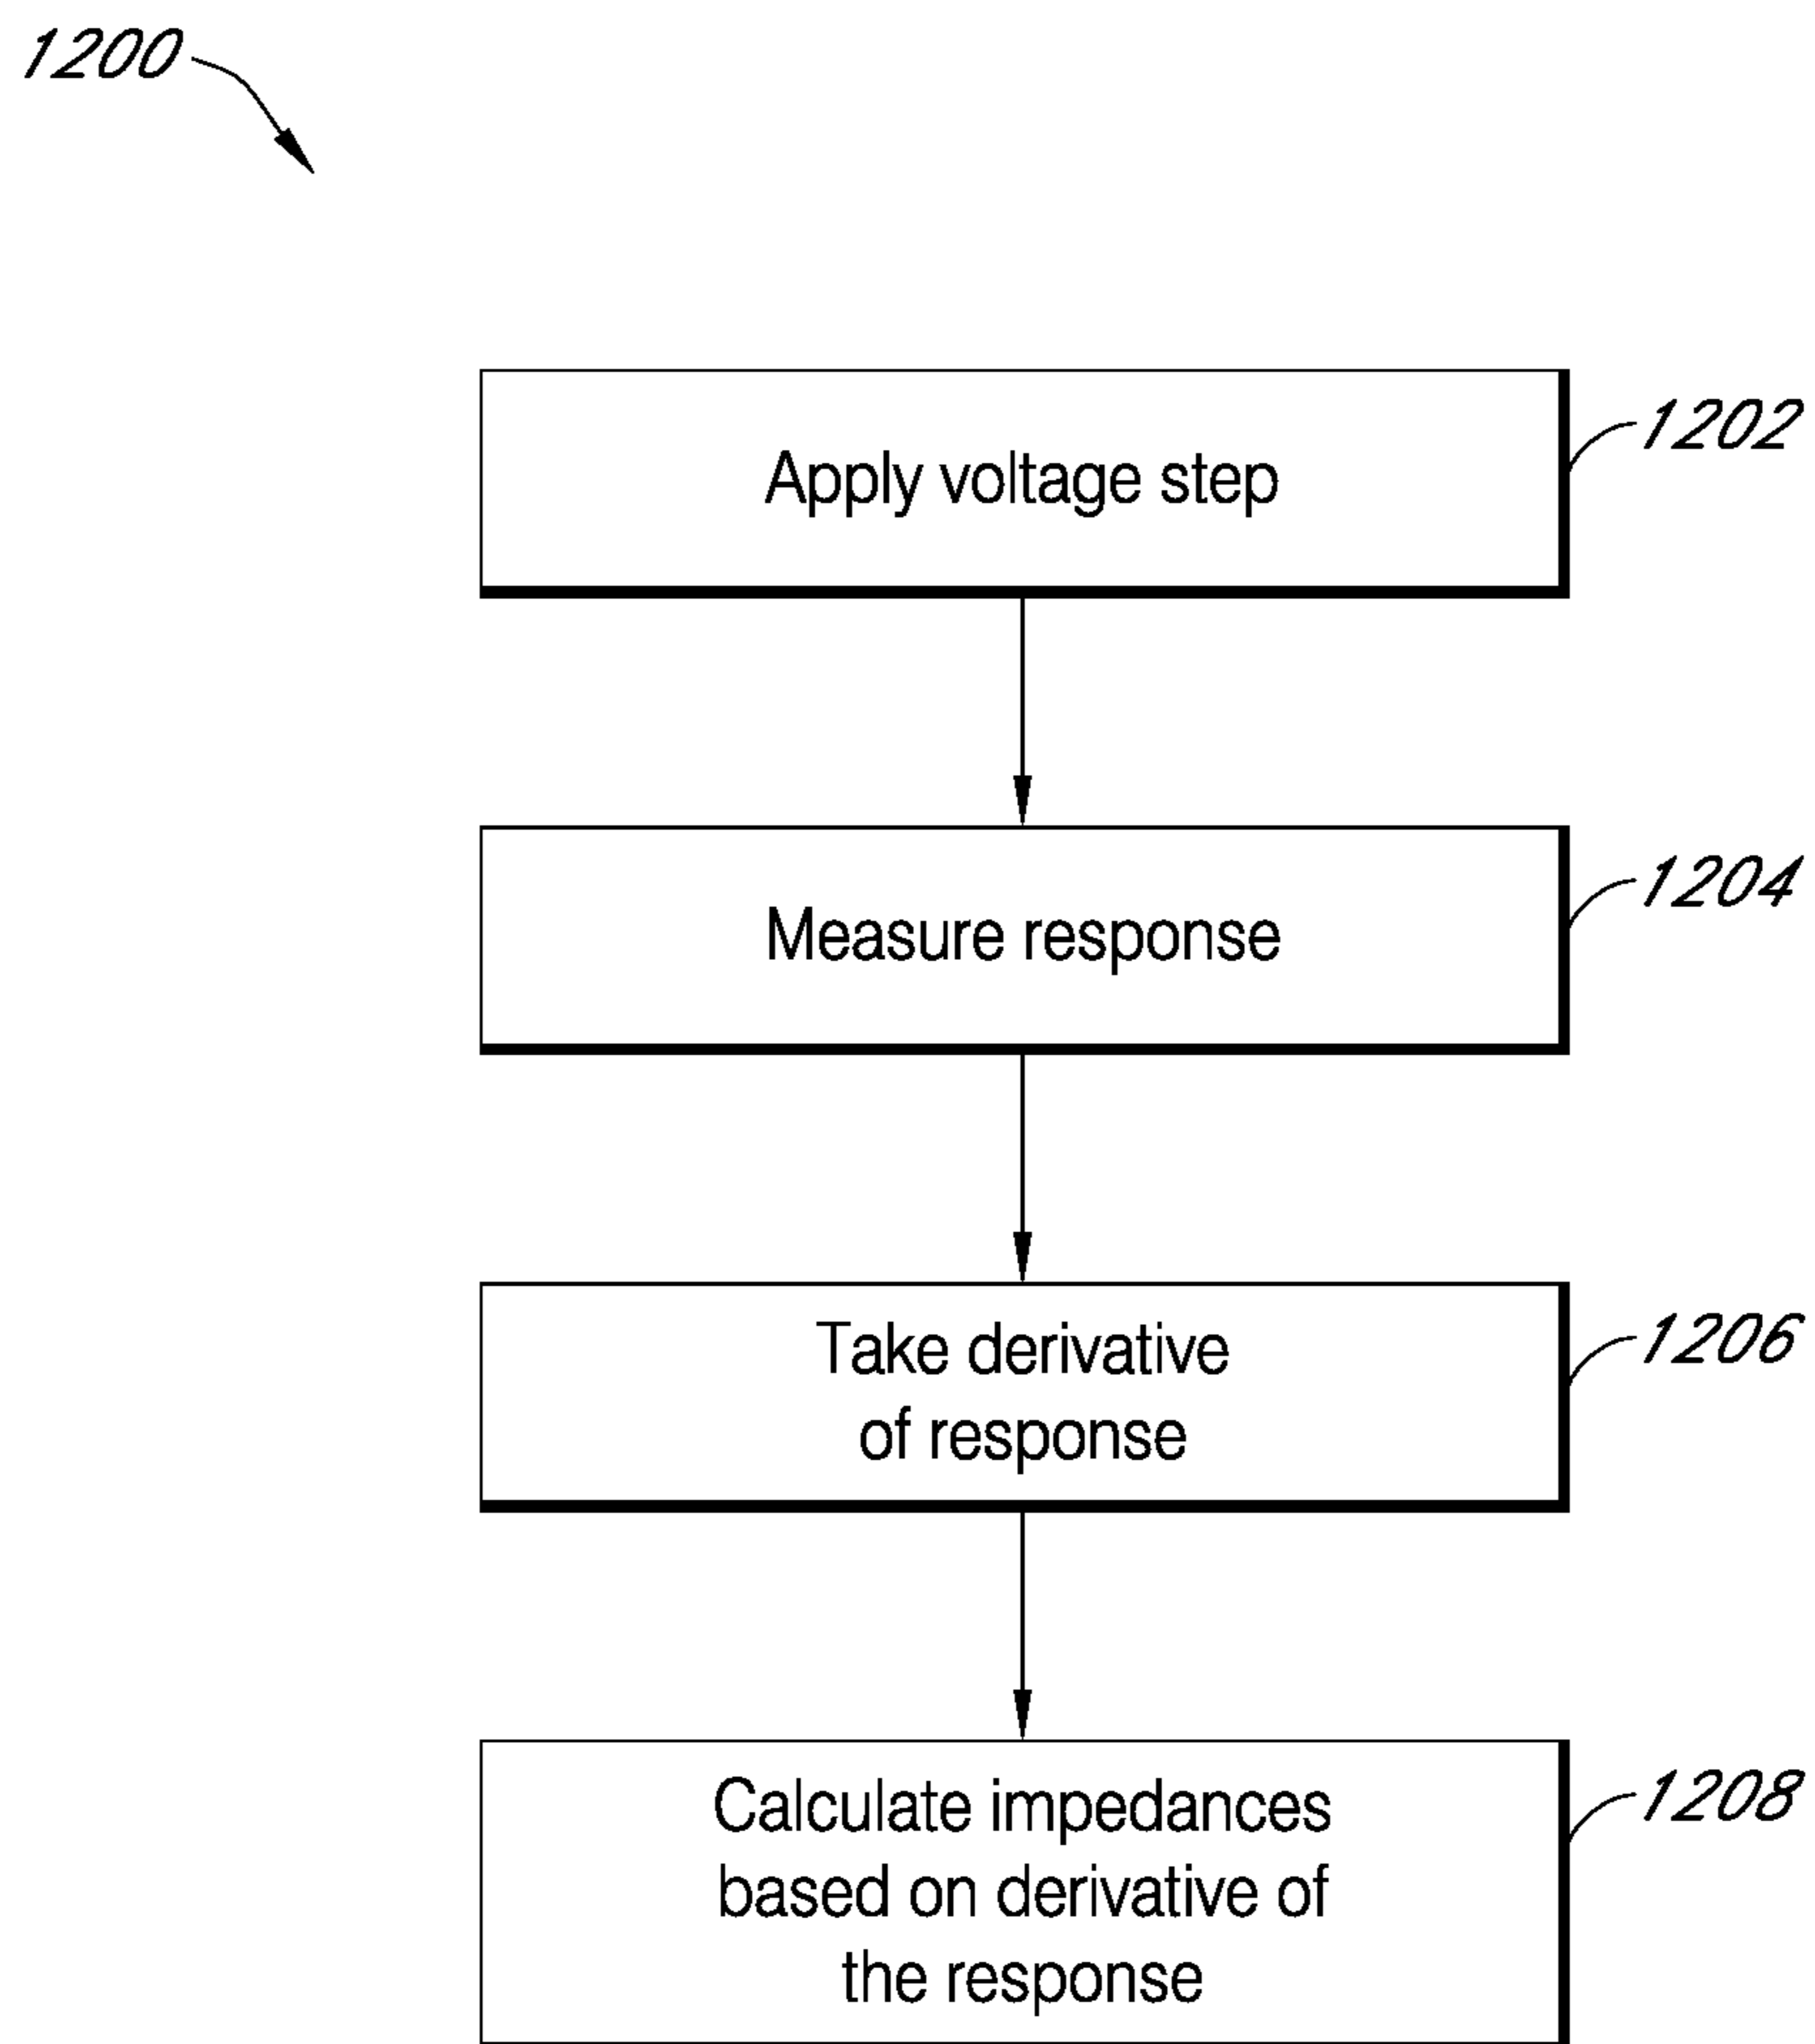 1200
Apply voltage step
1202
Measure response
1204
Take derivative
of response
1206
Calculate impedances
based on derivative of
the response
1208